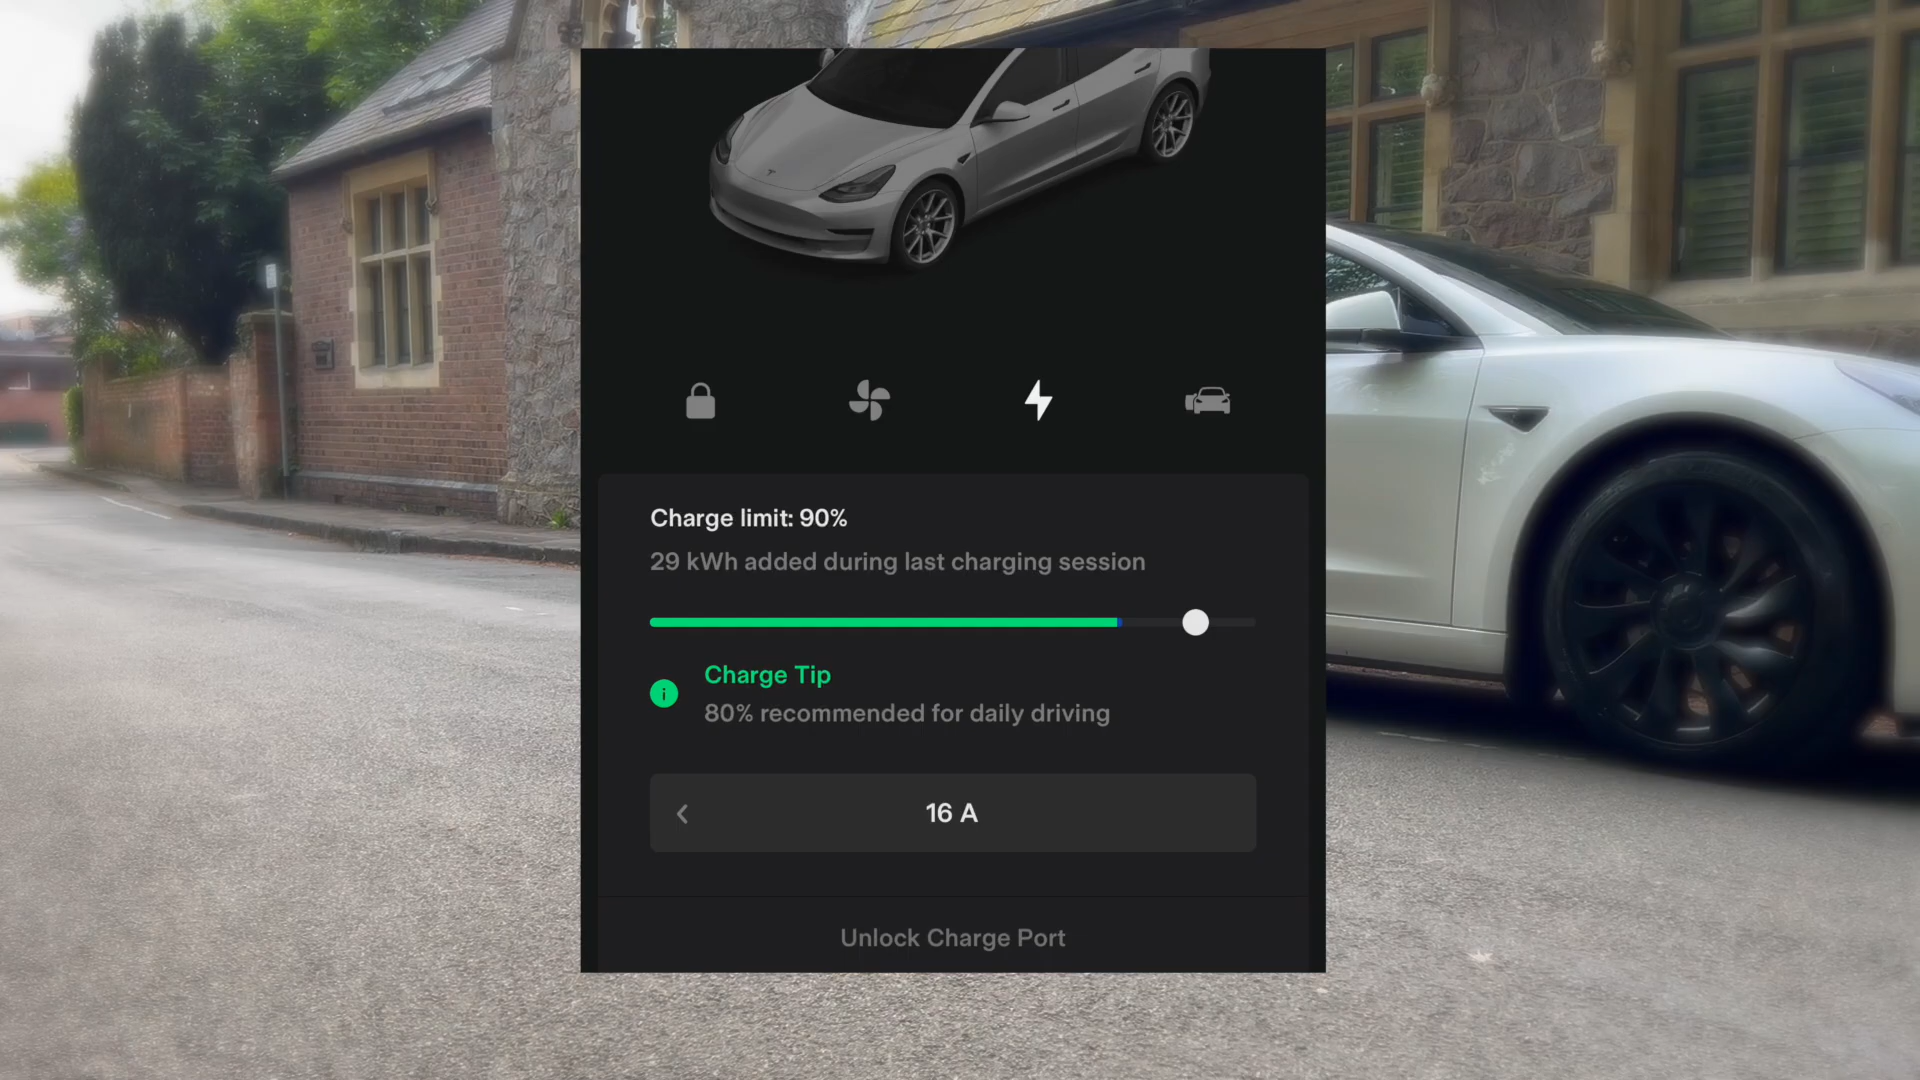 Charge limit: 90%
29 kWh added during last charging session
Charge Tip
80% recommended for daily driving
16 A
Unlock Charge Port